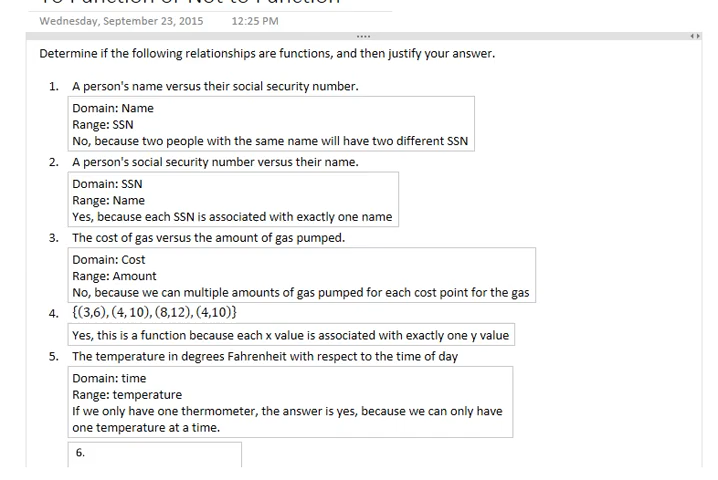 To Function or Not to Function
Wednesday, September 23, 2015 12:25 PM
Determine if the following relationships are functions, and then justify your answer.
1. A person's name versus their social security number.
Domain: Name
Range: SSN
No, because two people with the same name will have two different SSN
2. A person's social security number versus their name.
Domain: SSN
Range: Name
Yes, because each SSN is associated with exactly one name
3. The cost of gas versus the amount of gas pumped.
Domain: Cost
Range: Amount
No, because we can multiple amounts of gas pumped for each cost point for the gas
4. {(3,6), (4, 10), (8,12), (4,10)}
Yes, this is a function because each x value is associated with exactly one y value
5. The temperature in degrees Fahrenheit with respect to the time of day
Domain: time
Range: temperature
If we only have one thermometer, the answer is yes, because we can only have
one temperature at a time.
6.